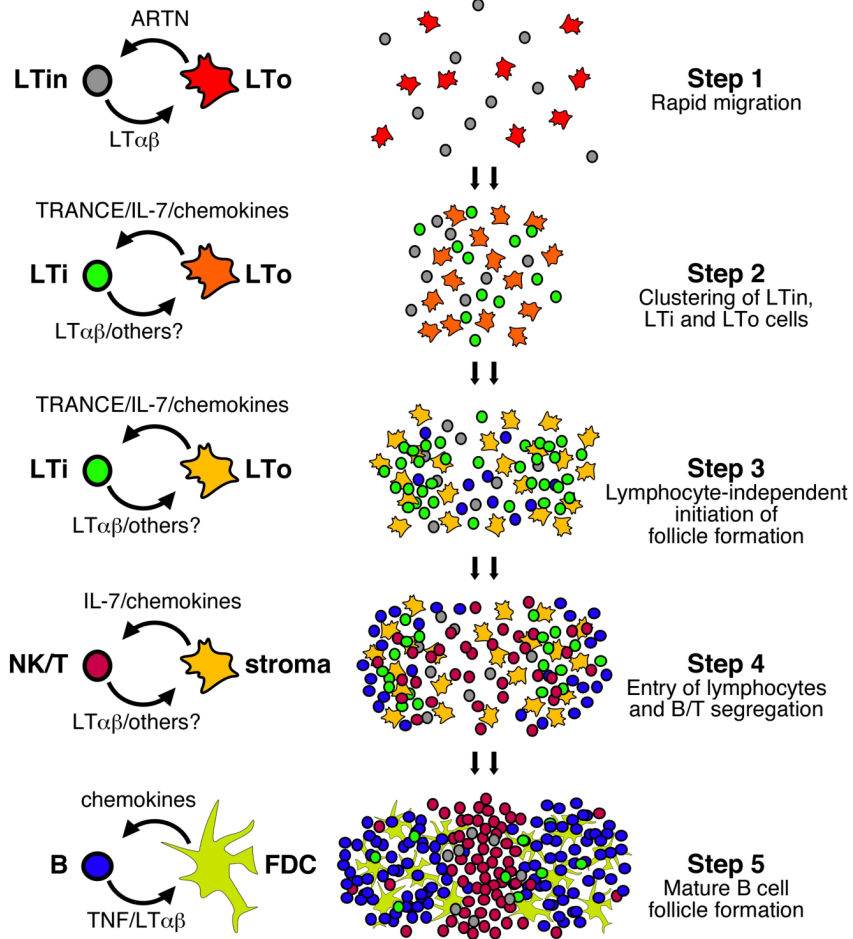 ARTN
LTin
LTo
LTαβ
Step 1
Rapid migration
TRANCE/IL-7/chemokines
LTi
LTo
LTαβ/others?
Step 2
Clustering of LTin,
LTi and LTo cells
TRANCE/IL-7/chemokines
LTi
LTo
LTαβ/others?
Step 3
Lymphocyte-independent
initiation of
follicle formation
IL-7/chemokines
NK/T
stroma
LTαβ/others?
Step 4
Entry of lymphocytes
and B/T segregation
chemokines
B
FDC
TNF/LTαβ
Step 5
Mature B cell
follicle formation